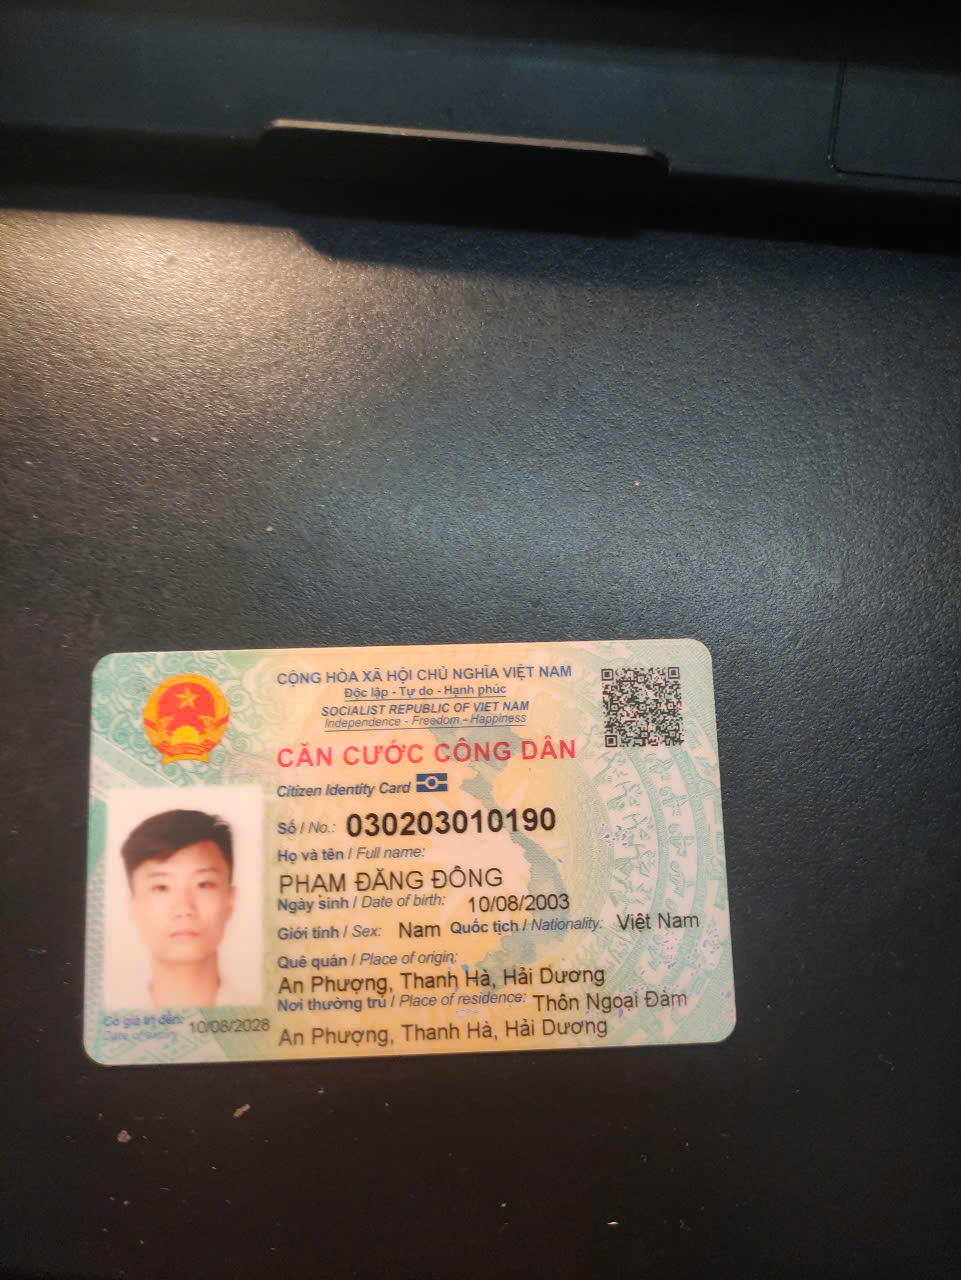 CỘNG HÒA XÃ HỘI CHỦ NGHĨA VIỆT NAM
Độc lập - Tự do - Hạnh phúc
SOCIALIST REPUBLIC OF VIET NAM
Independence - Freedom - Happiness
CĂN CƯỚC CÔNG DÂN
Citizen Identity Card
Số / No.: 030203010190
Họ và tên / Full name:
PHẠM ĐĂNG ĐÔNG
Ngày sinh / Date of birth: 10/08/2003
Giới tính / Sex: Nam Quốc tịch / Nationality: Việt Nam
Quê quán / Place of origin:
An Phượng, Thanh Hà, Hải Dương
Nơi thường trú / Place of residence: Thôn Ngoại Đàm
An Phượng, Thanh Hà, Hải Dương
Có giá trị đến: 10/08/2028
Date of expiry